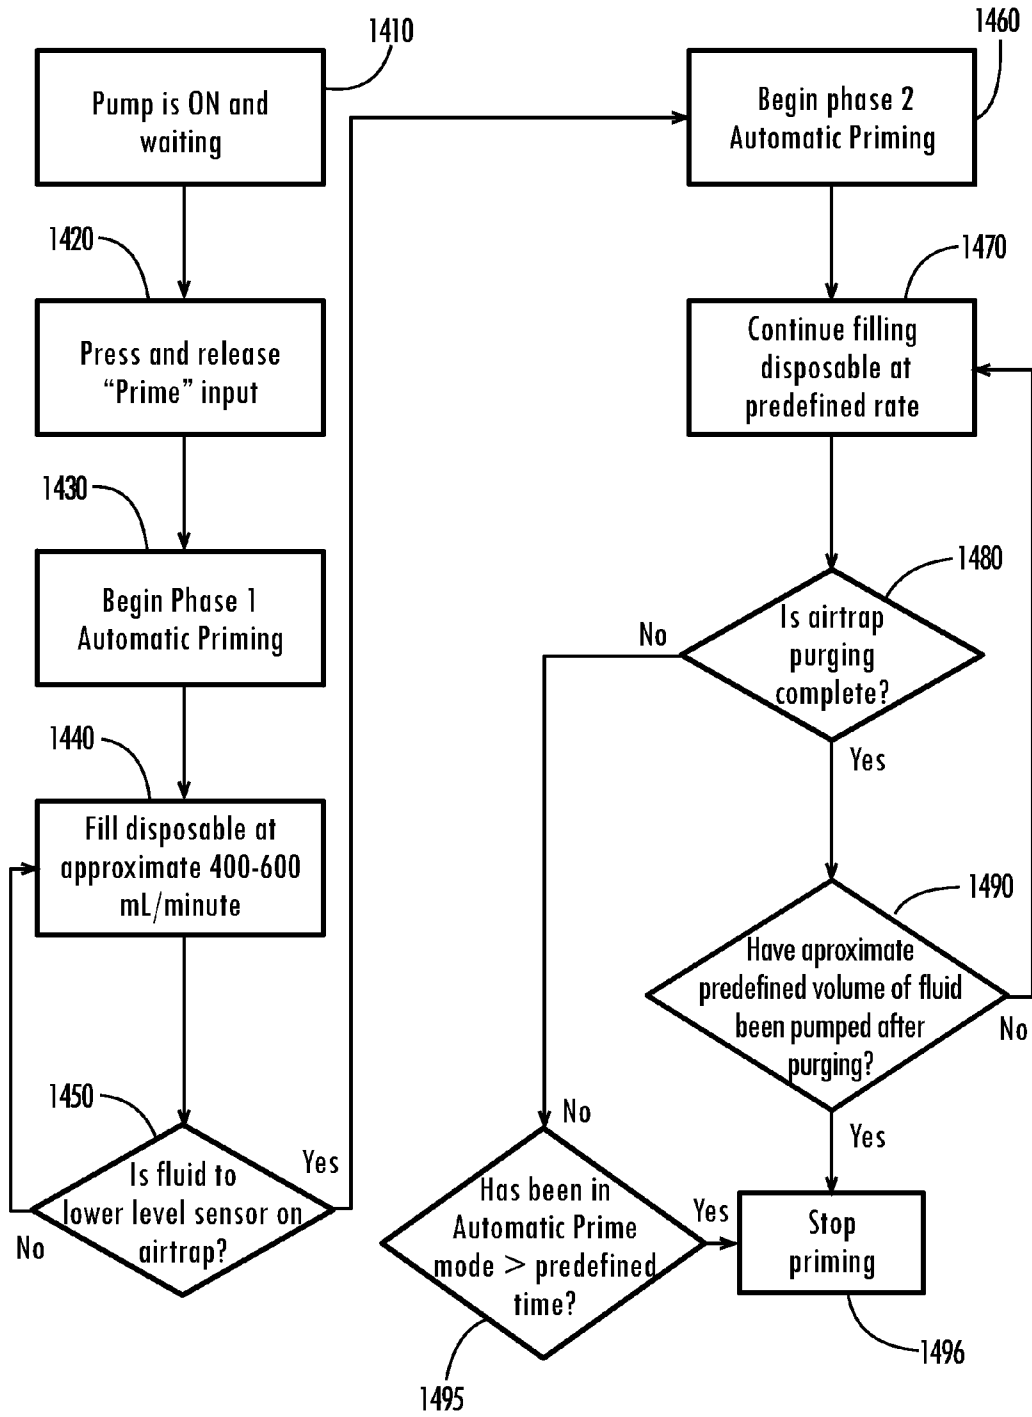 1410
Pump is ON and
waiting
1420
Press and release
“Prime” input
1430
Begin Phase 1
Automatic Priming
1440
Fill disposable at
approximate 400-600
mL/minute
1450
Is fluid to
lower level sensor on
airtrap?
Yes
No
1460
Begin phase 2
Automatic Priming
1470
Continue filling
disposable at
predefined rate
1480
Is airtrap
purging
complete?
No
Yes
1490
Have aproximate
predefined volume of fluid
been pumped after
purging?
No
Yes
No
Has been in
Automatic Prime
mode > predefined
time?
Yes
1495
Stop
priming
1496